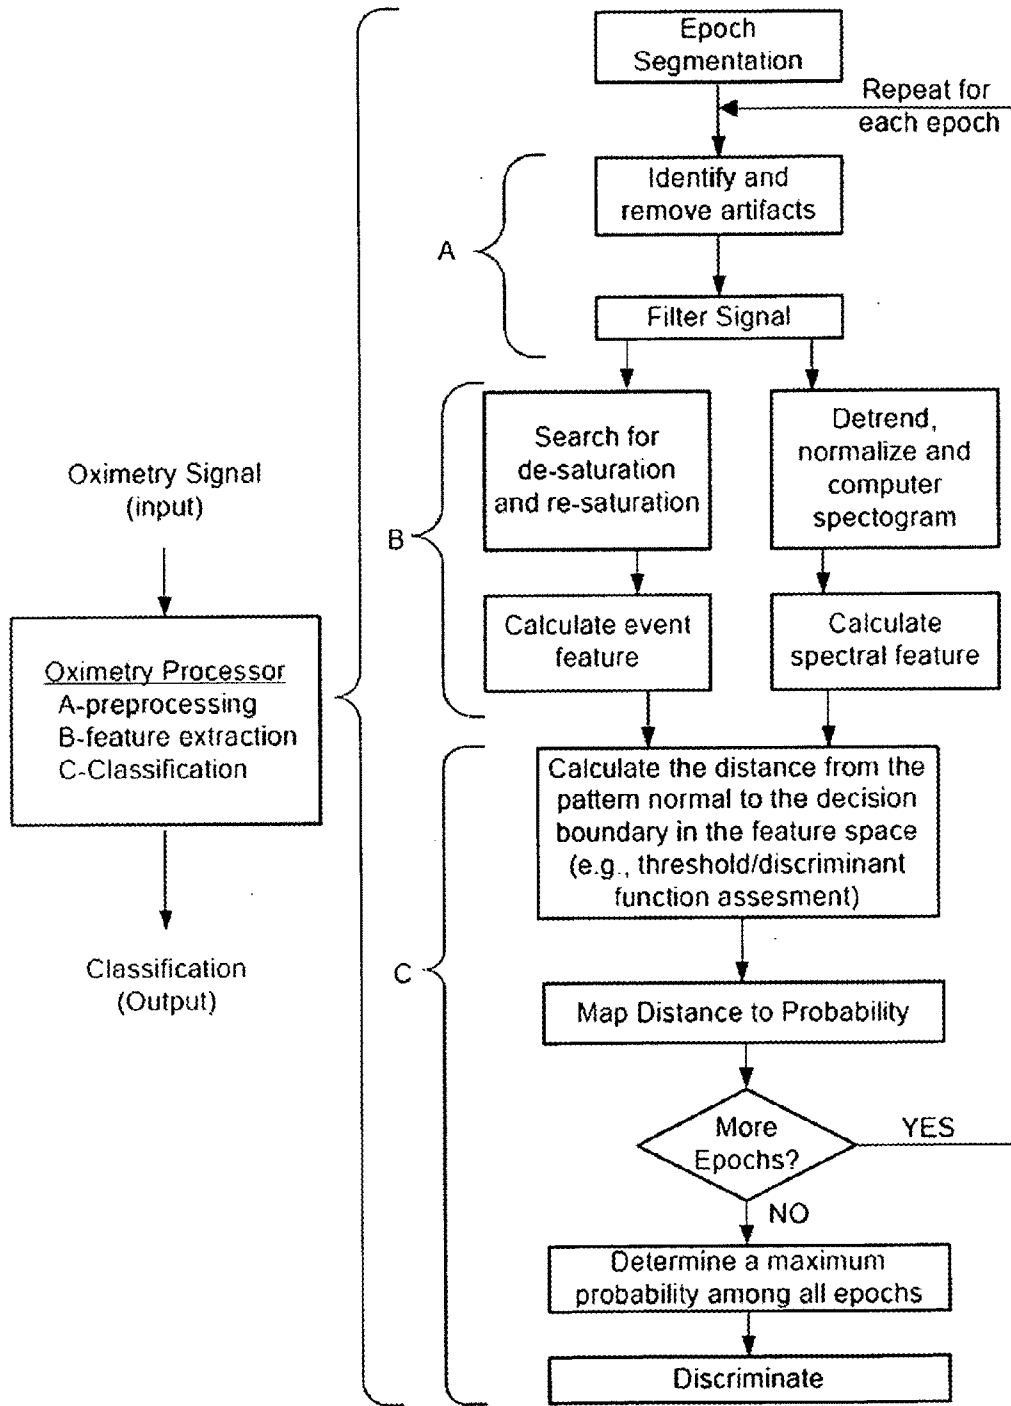 Epoch
Segmentation
Repeat for
each epoch
Identify and
remove artifacts
A
Filter Signal
Search for
de-saturation
and re-saturation
Detrend,
normalize and
computer
spectogram
B
Calculate event
feature
Calculate
spectral feature
Oximetry Signal
(input)
Oximetry Processor
A-preprocessing
B-feature extraction
C-Classification
Classification
(Output)
Calculate the distance from the
pattern normal to the decision
boundary in the feature space
(e.g., threshold/discriminant
function assesment)
C
Map Distance to Probability
More
Epochs?
YES
NO
Determine a maximum
probability among all epochs
Discriminate